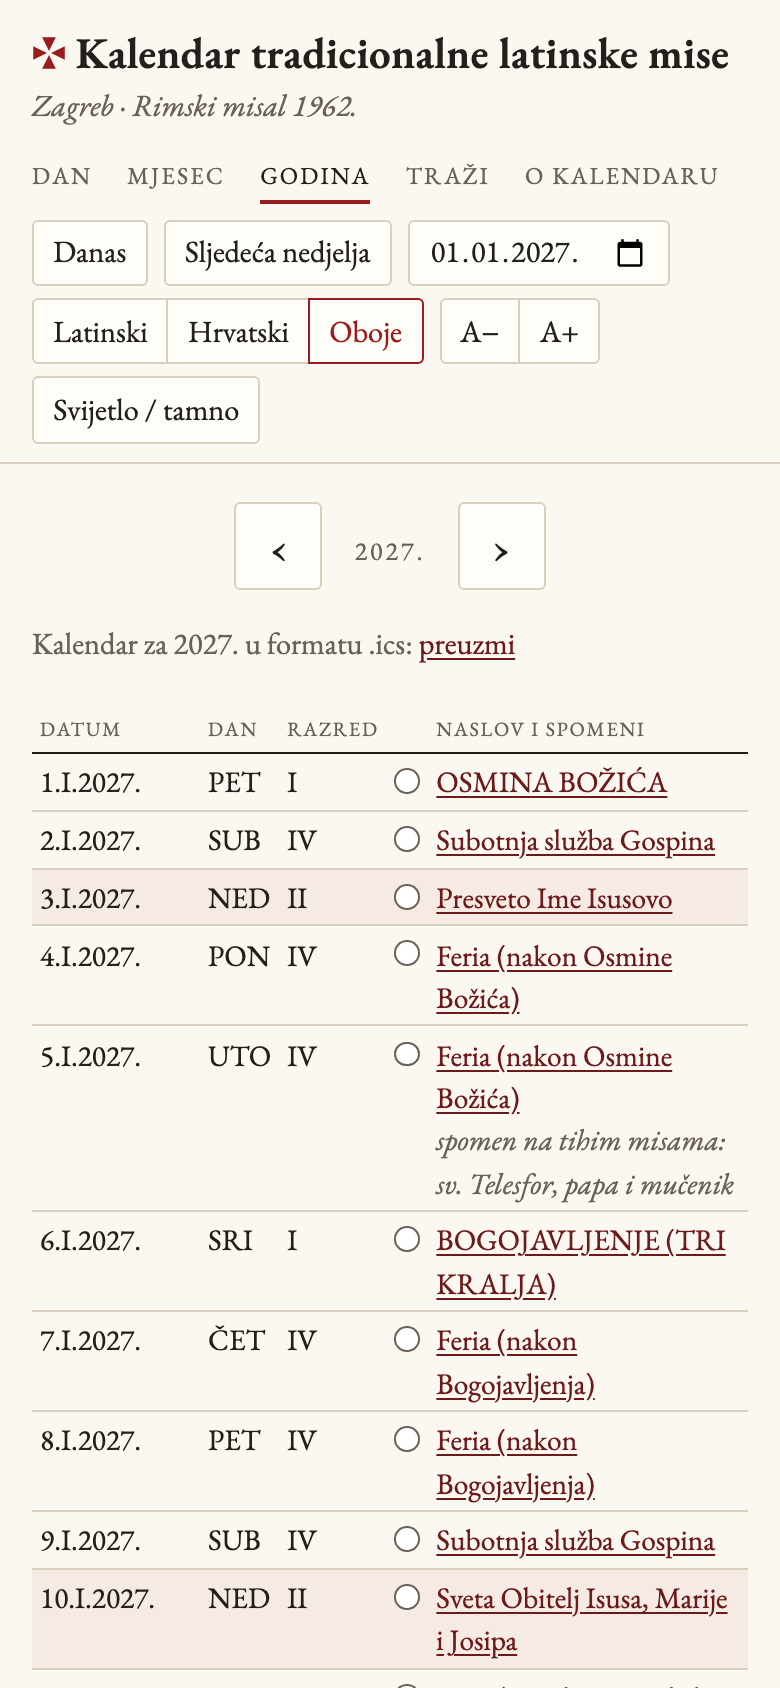 Kalendar tradicionalne latinske mise
Zagreb · Rimski misal 1962.
DAN MJESEC GODINA TRAŽI O KALENDARU
Danas Sljedeća nedjelja 01.01.2027.
Latinski Hrvatski Oboje A− A+
Svijetlo / tamno
< 2027. >
Kalendar za 2027. u formatu .ics: preuzmi
DATUM DAN RAZRED NASLOV I SPOMENI
1.I.2027. PET I OSMINA BOŽIĆA
2.I.2027. SUB IV Subotnja služba Gospina
3.I.2027. NED II Presveto Ime Isusovo
4.I.2027. PON IV Feria (nakon Osmine
Božića)
5.I.2027. UTO IV Feria (nakon Osmine
Božića)
spomen na tihim misama:
sv. Telesfor, papa i mučenik
6.I.2027. SRI I BOGOJAVLJENJE (TRI
KRALJA)
7.I.2027. ČET IV Feria (nakon
Bogojavljenja)
8.I.2027. PET IV Feria (nakon
Bogojavljenja)
9.I.2027. SUB IV Subotnja služba Gospina
10.I.2027. NED II Sveta Obitelj Isusa, Marije
i Josipa